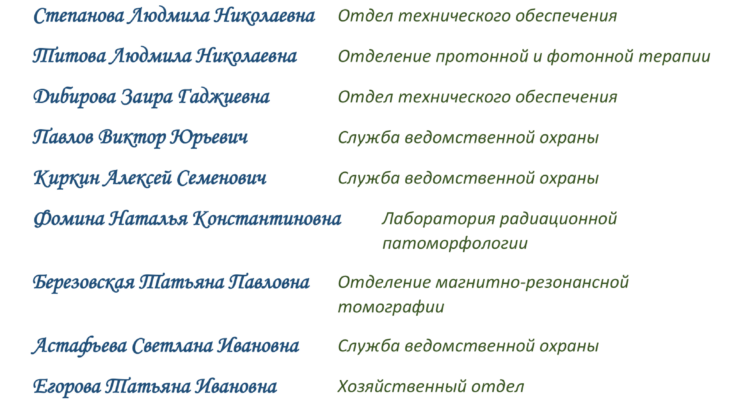 Степанова Людмила Николаевна Отдел технического обеспечения
Титова Людмила Николаевна Отделение протонной и фотонной терапии
Дибирова Заира Гаджиевна Отдел технического обеспечения
Павлов Виктор Юрьевич Служба ведомственной охраны
Киркин Алексей Семенович Служба ведомственной охраны
Фомина Наталья Константиновна Лаборатория радиационной
патоморфологии
Березовская Татьяна Павловна Отделение магнитно-резонансной
томографии
Астафьева Светлана Ивановна Служба ведомственной охраны
Егорова Татьяна Ивановна Хозяйственный отдел